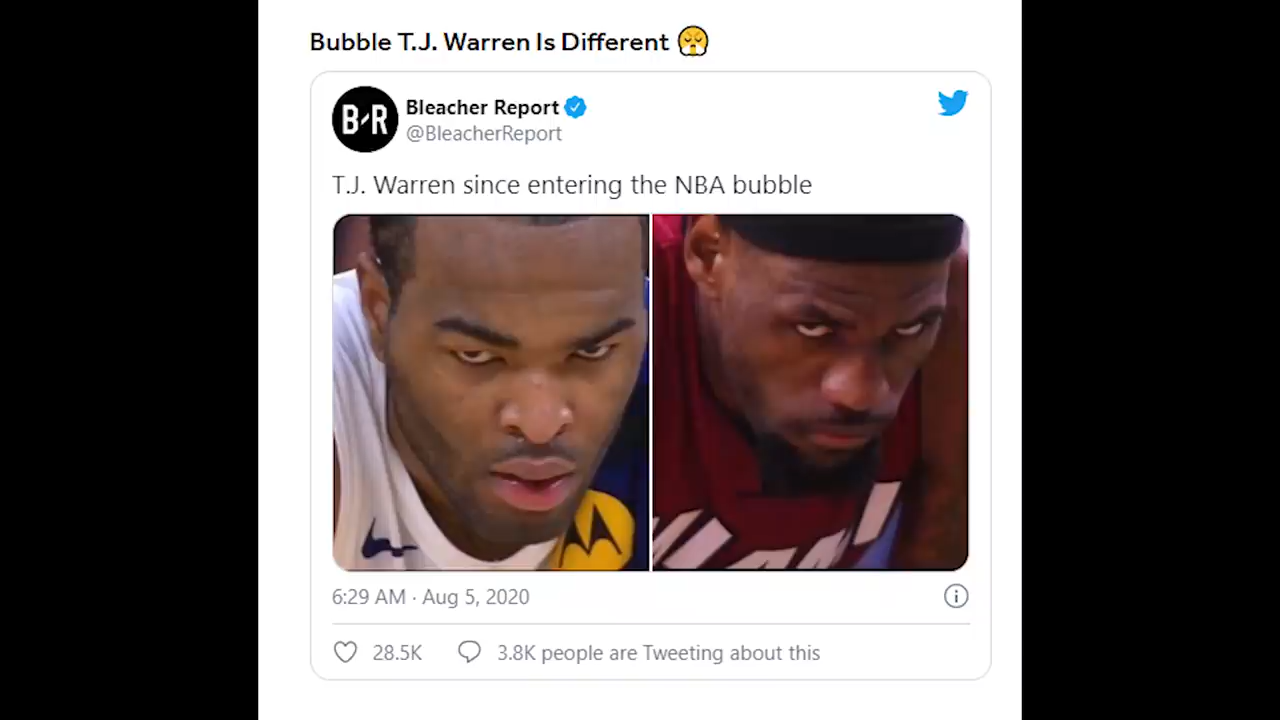 Bubble T.J. Warren Is Different 😤
B/R
Bleacher Report
@BleacherReport
T.J. Warren since entering the NBA bubble
6:29 AM · Aug 5, 2020
28.5K
3.8K people are Tweeting about this